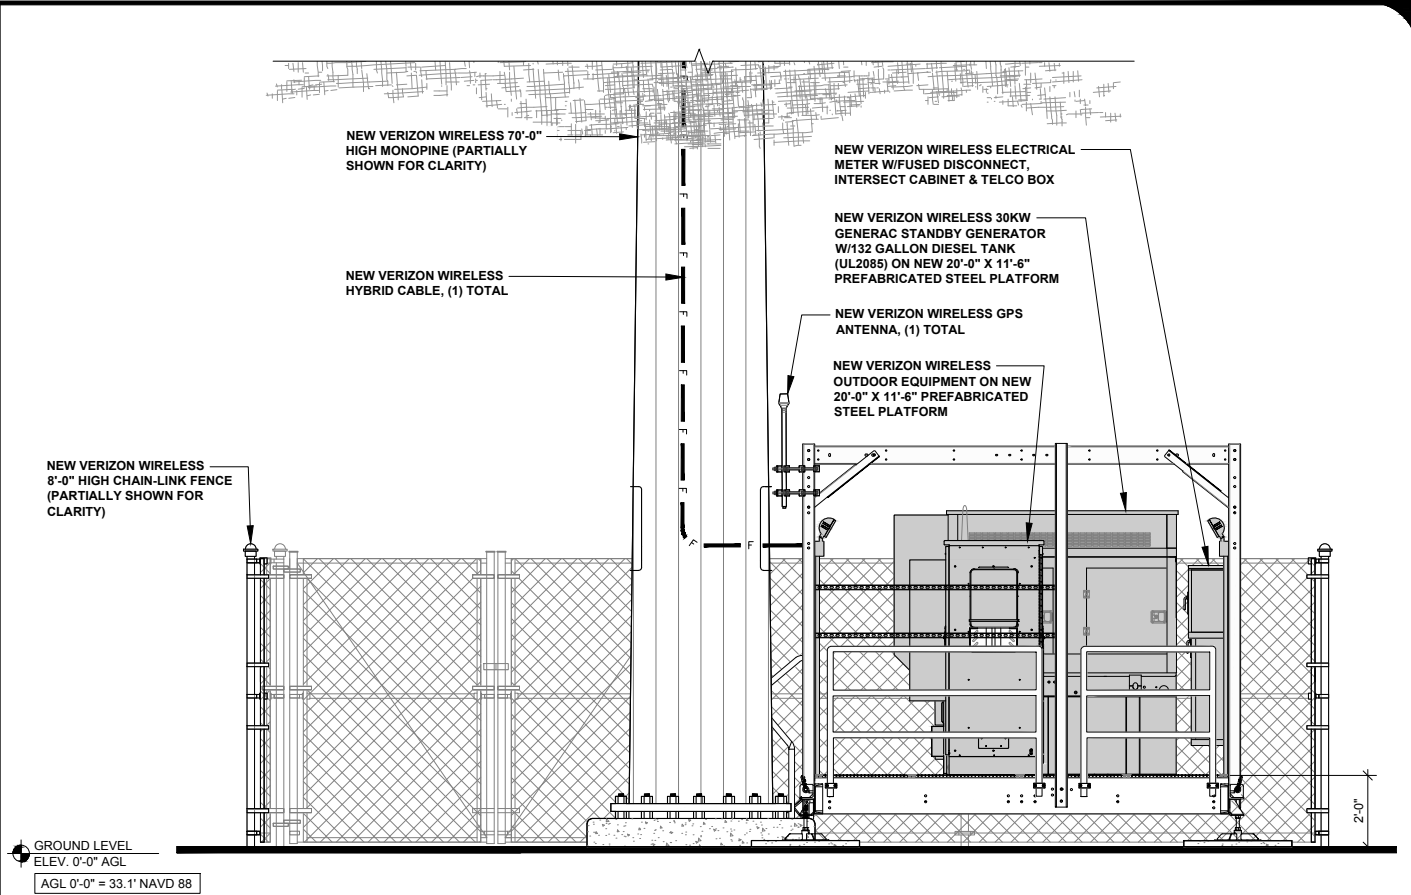 NEW VERIZON WIRELESS 70'-0"
HIGH MONOPINE (PARTIALLY
SHOWN FOR CLARITY)
NEW VERIZON WIRELESS ELECTRICAL
METER W/FUSED DISCONNECT,
INTERSECT CABINET & TELCO BOX
NEW VERIZON WIRELESS 30KW
GENERAC STANDBY GENERATOR
W/132 GALLON DIESEL TANK
(UL2085) ON NEW 20'-0" X 11'-6"
PREFABRICATED STEEL PLATFORM
NEW VERIZON WIRELESS
HYBRID CABLE, (1) TOTAL
NEW VERIZON WIRELESS GPS
ANTENNA, (1) TOTAL
NEW VERIZON WIRELESS
OUTDOOR EQUIPMENT ON NEW
20'-0" X 11'-6" PREFABRICATED
STEEL PLATFORM
NEW VERIZON WIRELESS
8'-0" HIGH CHAIN-LINK FENCE
(PARTIALLY SHOWN FOR
CLARITY)
F
F
F
F
F
F
F
F
2'-0"
GROUND LEVEL
ELEV. 0'-0" AGL
AGL 0'-0" = 33.1' NAVD 88